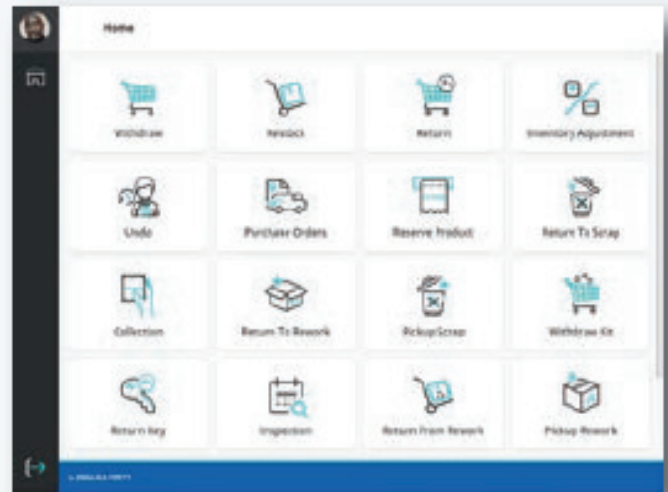 Home
Withdraw
Restock
Return
Inventory Adjustment
Undo
Purchase Orders
Reserve Product
Return To Scrap
Collection
Return To Rework
Pickup Scrap
Withdraw Kit
Return Key
Inspection
Return From Rework
Pickup Rework